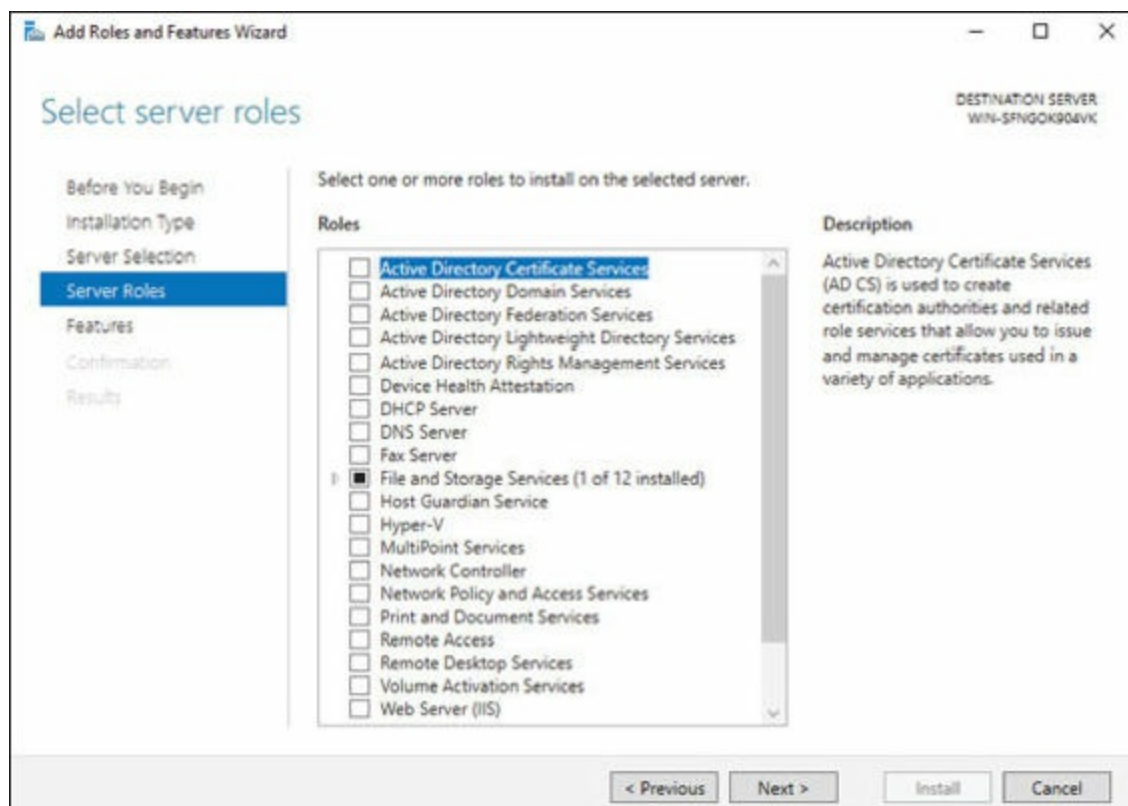 Add Roles and Features Wizard
Select server roles
DESTINATION SERVER
WIN-SFNGOK904VK
Before You Begin
Installation Type
Server Selection
Server Roles
Features
Confirmation
Results
Select one or more roles to install on the selected server.
Roles
Active Directory Certificate Services
Active Directory Domain Services
Active Directory Federation Services
Active Directory Lightweight Directory Services
Active Directory Rights Management Services
Device Health Attestation
DHCP Server
DNS Server
Fax Server
File and Storage Services (1 of 12 installed)
Host Guardian Service
Hyper-V
MultiPoint Services
Network Controller
Network Policy and Access Services
Print and Document Services
Remote Access
Remote Desktop Services
Volume Activation Services
Web Server (IIS)
Description
Active Directory Certificate Services
(AD CS) is used to create
certification authorities and related
role services that allow you to issue
and manage certificates used in a
variety of applications.
< Previous
Next >
Install
Cancel